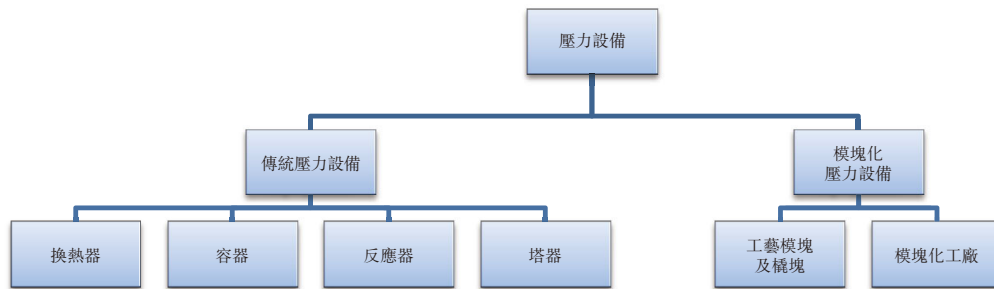 壓力設備
傳統壓力設備
模塊化
壓力設備
換熱器
容器
反應器
塔器
工藝模塊
及橇塊
模塊化工廠